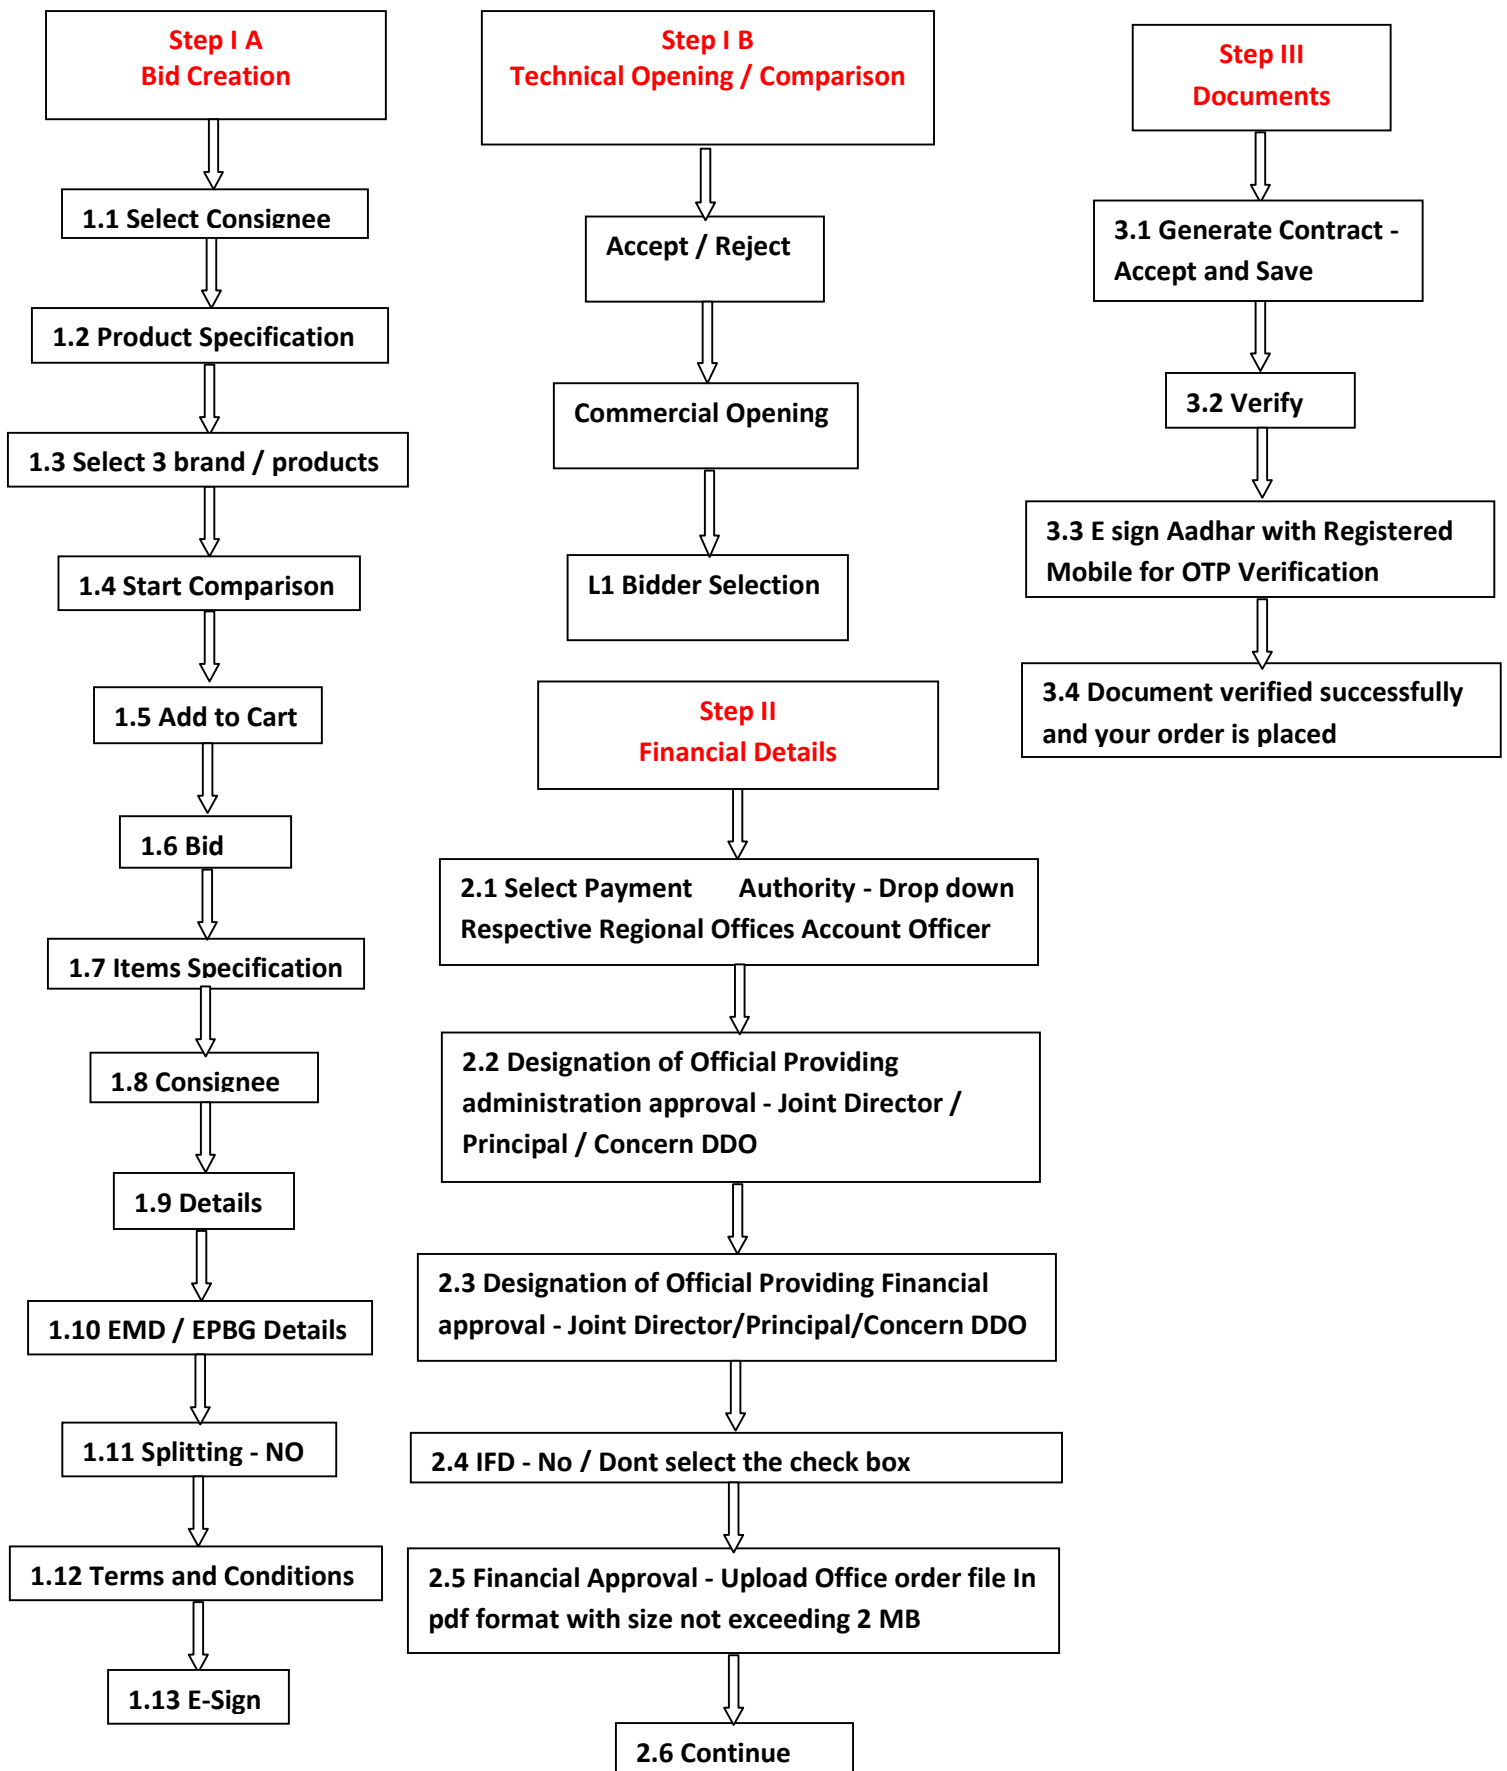 Step I A
Bid Creation
1.1 Select Consignee
1.2 Product Specification
1.3 Select 3 brand / products
1.4 Start Comparison
1.5 Add to Cart
1.6 Bid
1.7 Items Specification
1.8 Consignee
1.9 Details
1.10 EMD / EPBG Details
1.11 Splitting - NO
1.12 Terms and Conditions
1.13 E-Sign
Step I B
Technical Opening / Comparison
Accept / Reject
Commercial Opening
L1 Bidder Selection
Step II
Financial Details
2.1 Select Payment Authority - Drop down
Respective Regional Offices Account Officer
2.2 Designation of Official Providing
administration approval - Joint Director /
Principal / Concern DDO
2.3 Designation of Official Providing Financial
approval - Joint Director/Principal/Concern DDO
2.4 IFD - No / Dont select the check box
2.5 Financial Approval - Upload Office order file In
pdf format with size not exceeding 2 MB
2.6 Continue
Step III
Documents
3.1 Generate Contract -
Accept and Save
3.2 Verify
3.3 E sign Aadhar with Registered
Mobile for OTP Verification
3.4 Document verified successfully
and your order is placed